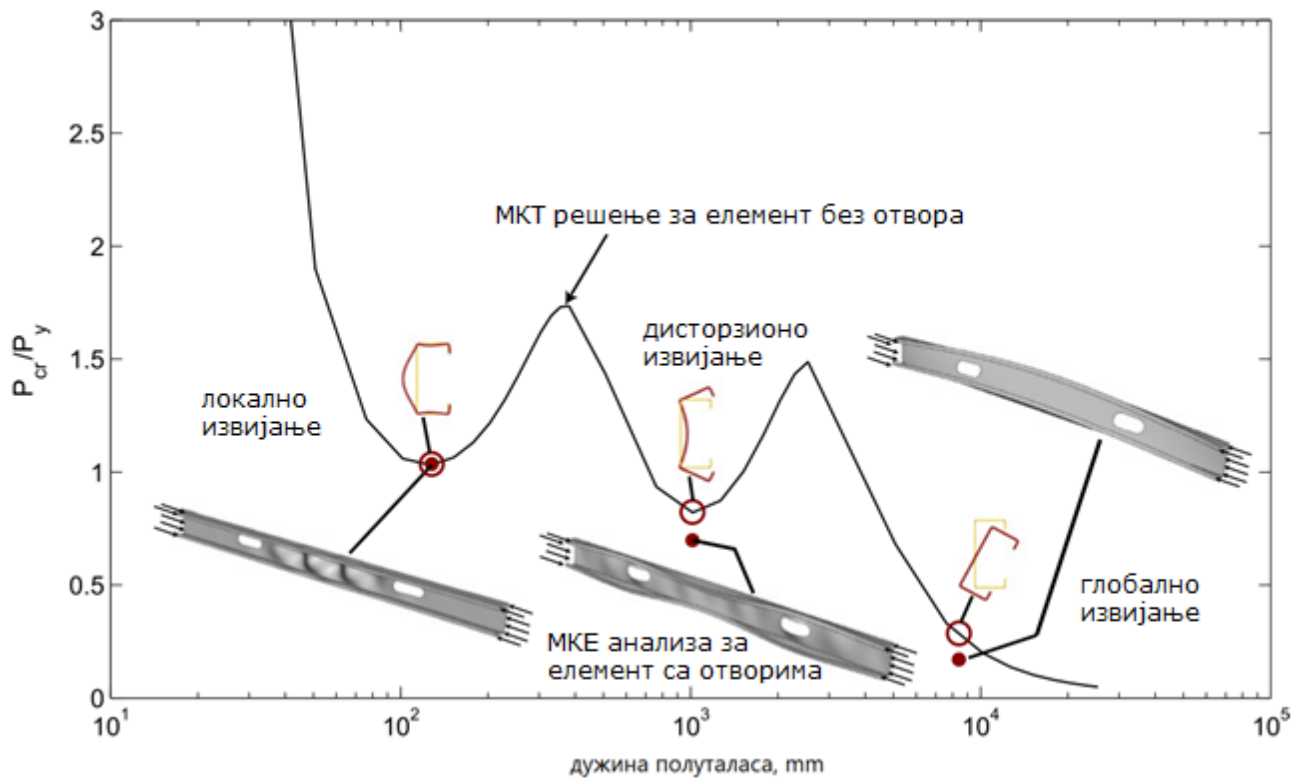 3
2.5
2
1.5
1
0.5
0
P_cr/P_y
МКТ решење за елемент без отвора
дисторзионо
извијање
локално
извијање
глобално
извијање
МКЕ анализа за
елемент са отворима
10^1
10^2
10^3
10^4
10^5
дужина полуталаса, mm